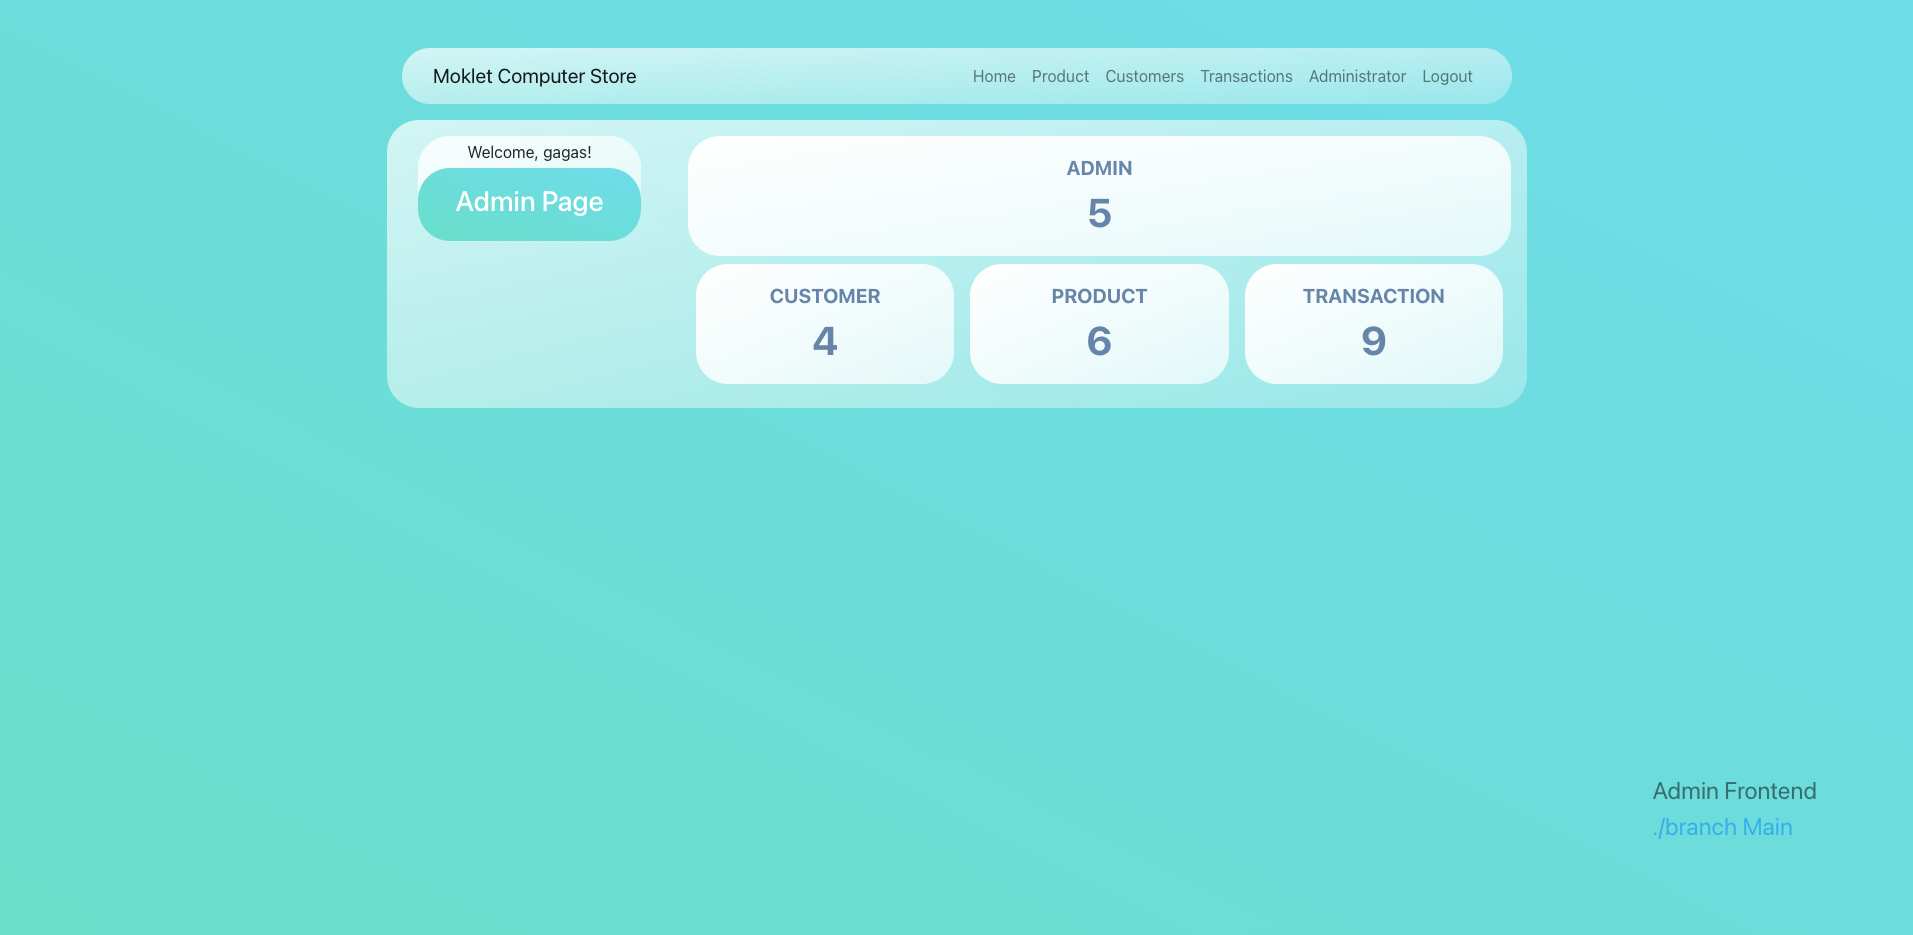 Moklet Computer Store
Home Product Customers Transactions Administrator Logout
Welcome, gagas!
Admin Page
ADMIN
5
CUSTOMER
4
PRODUCT
6
TRANSACTION
9
Admin Frontend
./branch Main